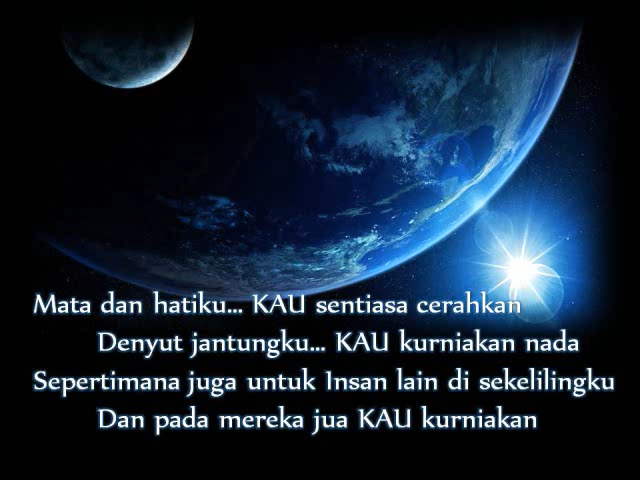 Mata dan hatiku... KAU sentiasa cerahkan
Denyut jantungku... KAU kurniakan nada
Sepertimana juga untuk Insan lain di sekelilingku
Dan pada mereka jua KAU kurniakan